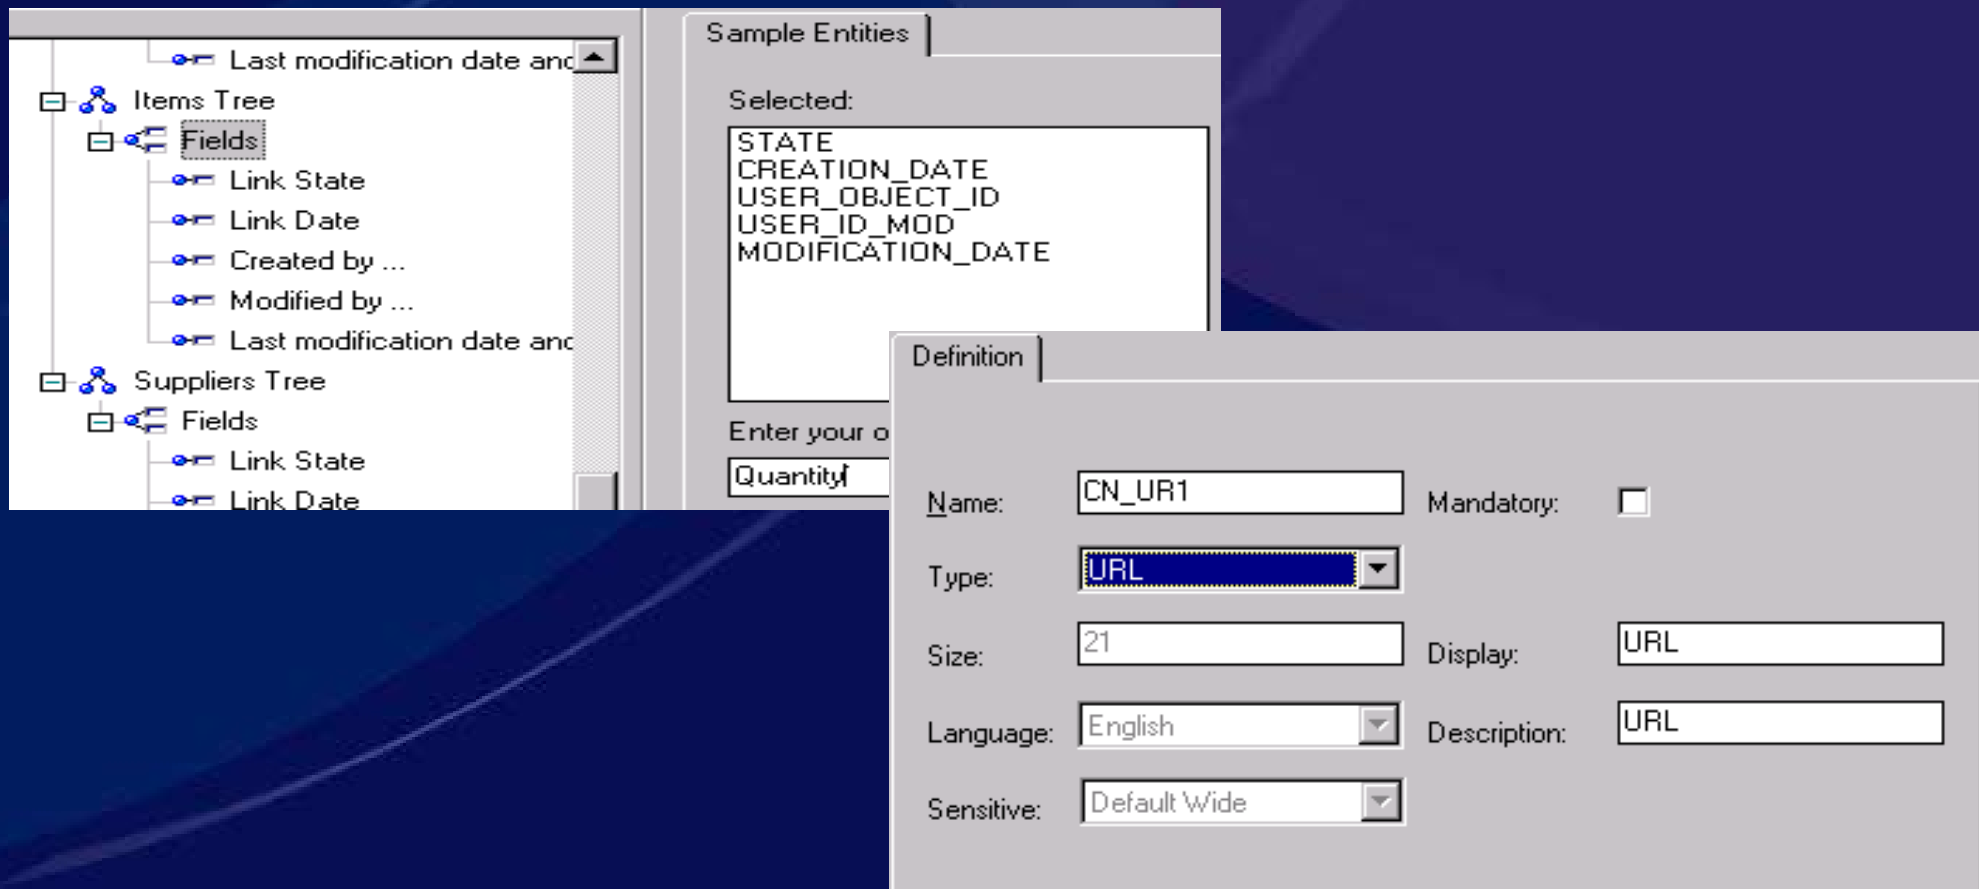 Last modification date and
Items Tree
Fields
Link State
Link Date
Created by ...
Modified by ...
Last modification date and
Suppliers Tree
Fields
Link State
Link Date
Sample Entities
Selected:
STATE
CREATION_DATE
USER_OBJECT_ID
USER_ID_MOD
MODIFICATION_DATE
Enter your o
Quantity
Definition
Name: CN_UR1 Mandatory:
Type: URL
Size: 21 Display: URL
Language: English Description: URL
Sensitive: Default Wide